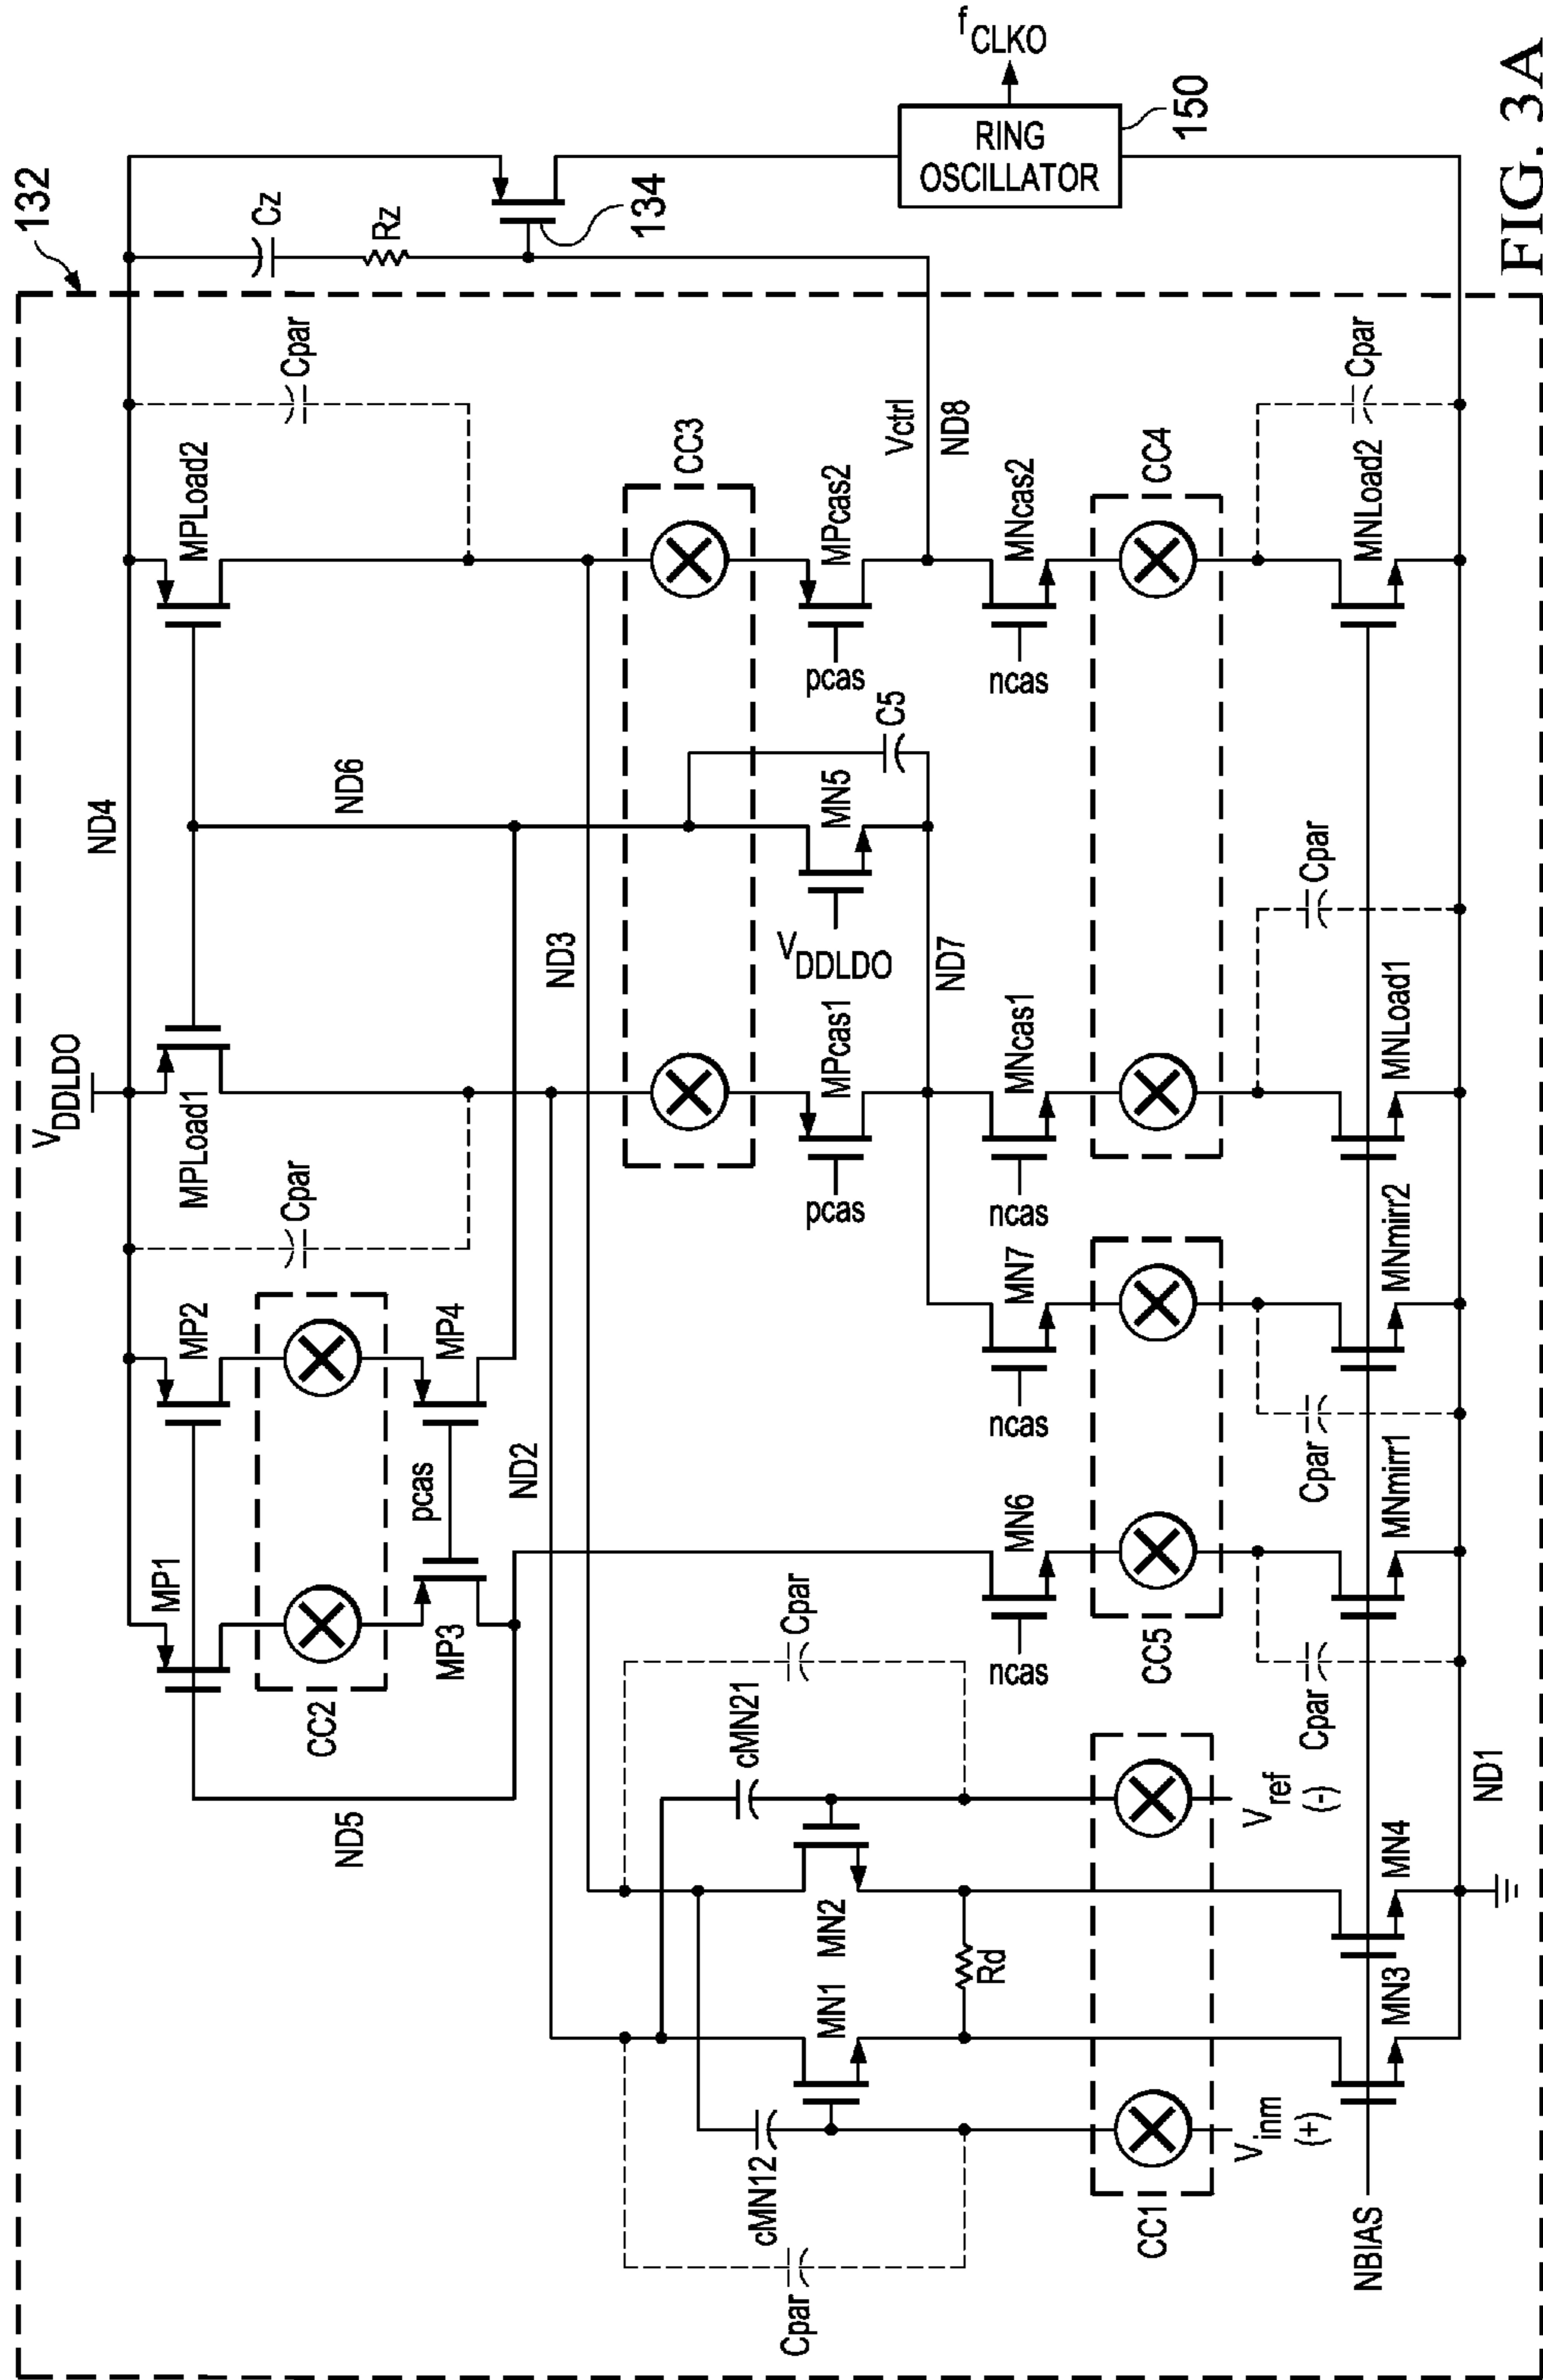 132
f CLKO
VDDLDO
ND4
Cz
Rz
134
RING
OSCILLATOR
150
MP1
MP2
MPLoad1
MPLoad2
Cpar
Cpar
CC2
pcas
MP3
MP4
ND5
ND6
ND2
ND3
CC3
MPcas1
pcas
VDDLDO
MN5
C5
pcas
MPcas2
Vctrl
ND8
ND7
Cpar
cMN12
MN1
MN2
cMN21
Cpar
Rd
MN6
ncas
MN7
ncas
MNcas1
ncas
MNcas2
ncas
CC1
CC5
CC4
Vinm
(+)
Vref
(-)
Cpar
Cpar
Cpar
Cpar
NBIAS
MN3
MN4
MNmirr1
MNmirr2
MNLoad1
MNLoad2
ND1
FIG. 3A